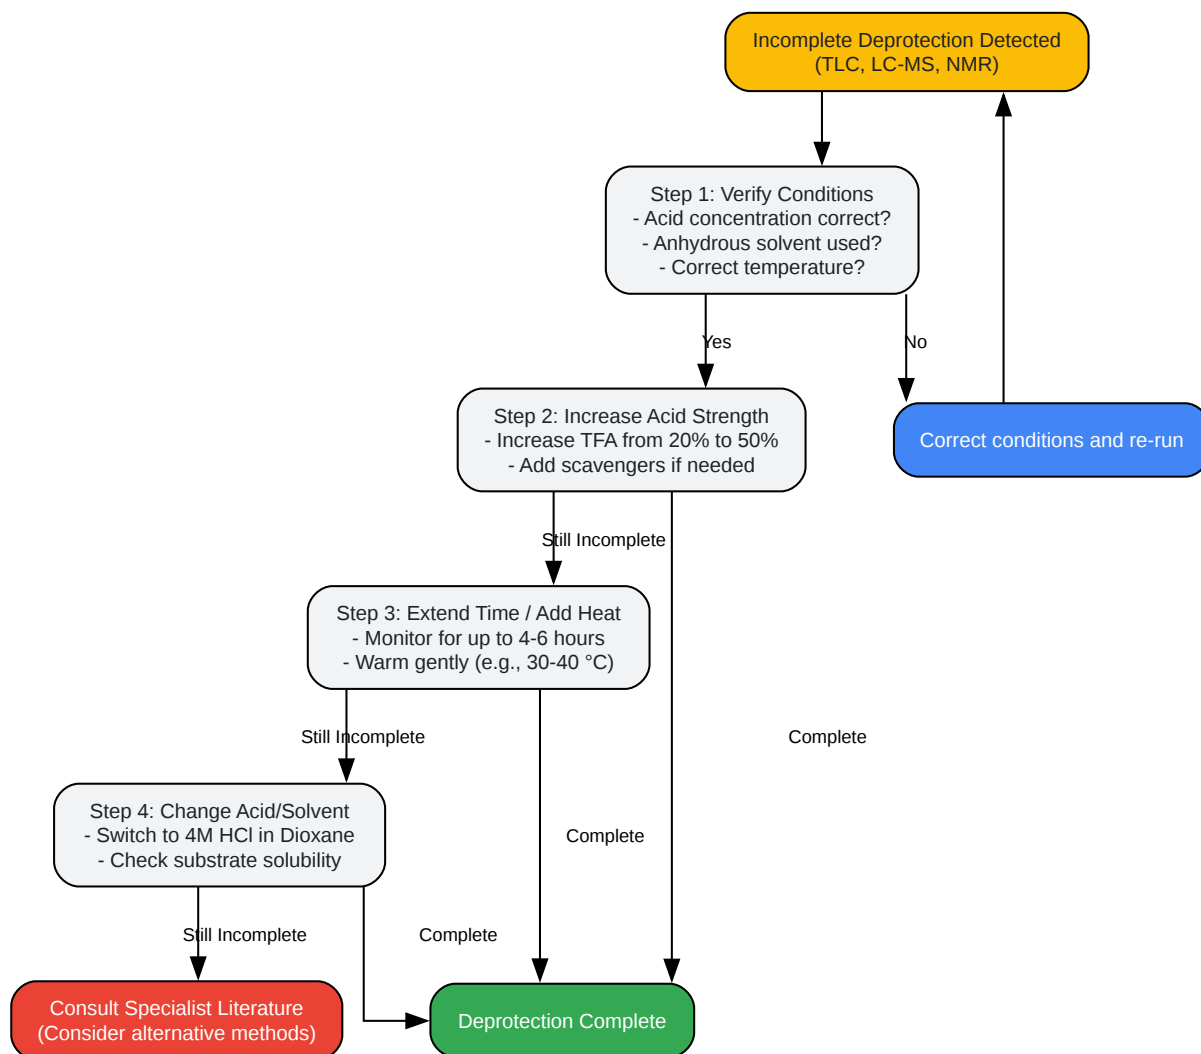 Incomplete Deprotection Detected
(TLC, LC-MS, NMR)
Step 1: Verify Conditions
- Acid concentration correct?
- Anhydrous solvent used?
- Correct temperature?
Yes
No
Step 2: Increase Acid Strength
- Increase TFA from 20% to 50%
- Add scavengers if needed
Correct conditions and re-run
Still Incomplete
Step 3: Extend Time / Add Heat
- Monitor for up to 4-6 hours
- Warm gently (e.g., 30-40 °C)
Still Incomplete
Complete
Step 4: Change Acid/Solvent
- Switch to 4M HCl in Dioxane
- Check substrate solubility
Complete
Still Incomplete
Complete
Consult Specialist Literature
(Consider alternative methods)
Deprotection Complete